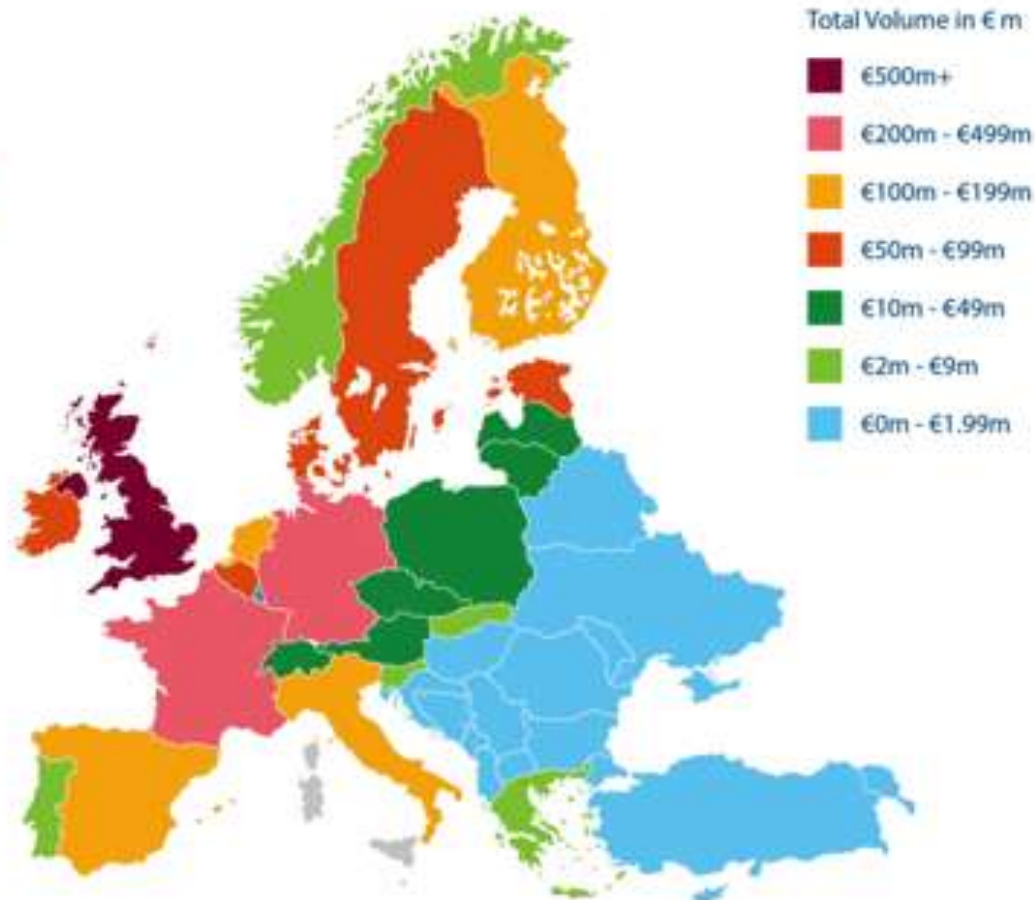 Total Volume in € m
€500m+
€200m - €499m
€100m - €199m
€50m - €99m
€10m - €49m
€2m - €9m
€0m - €1.99m